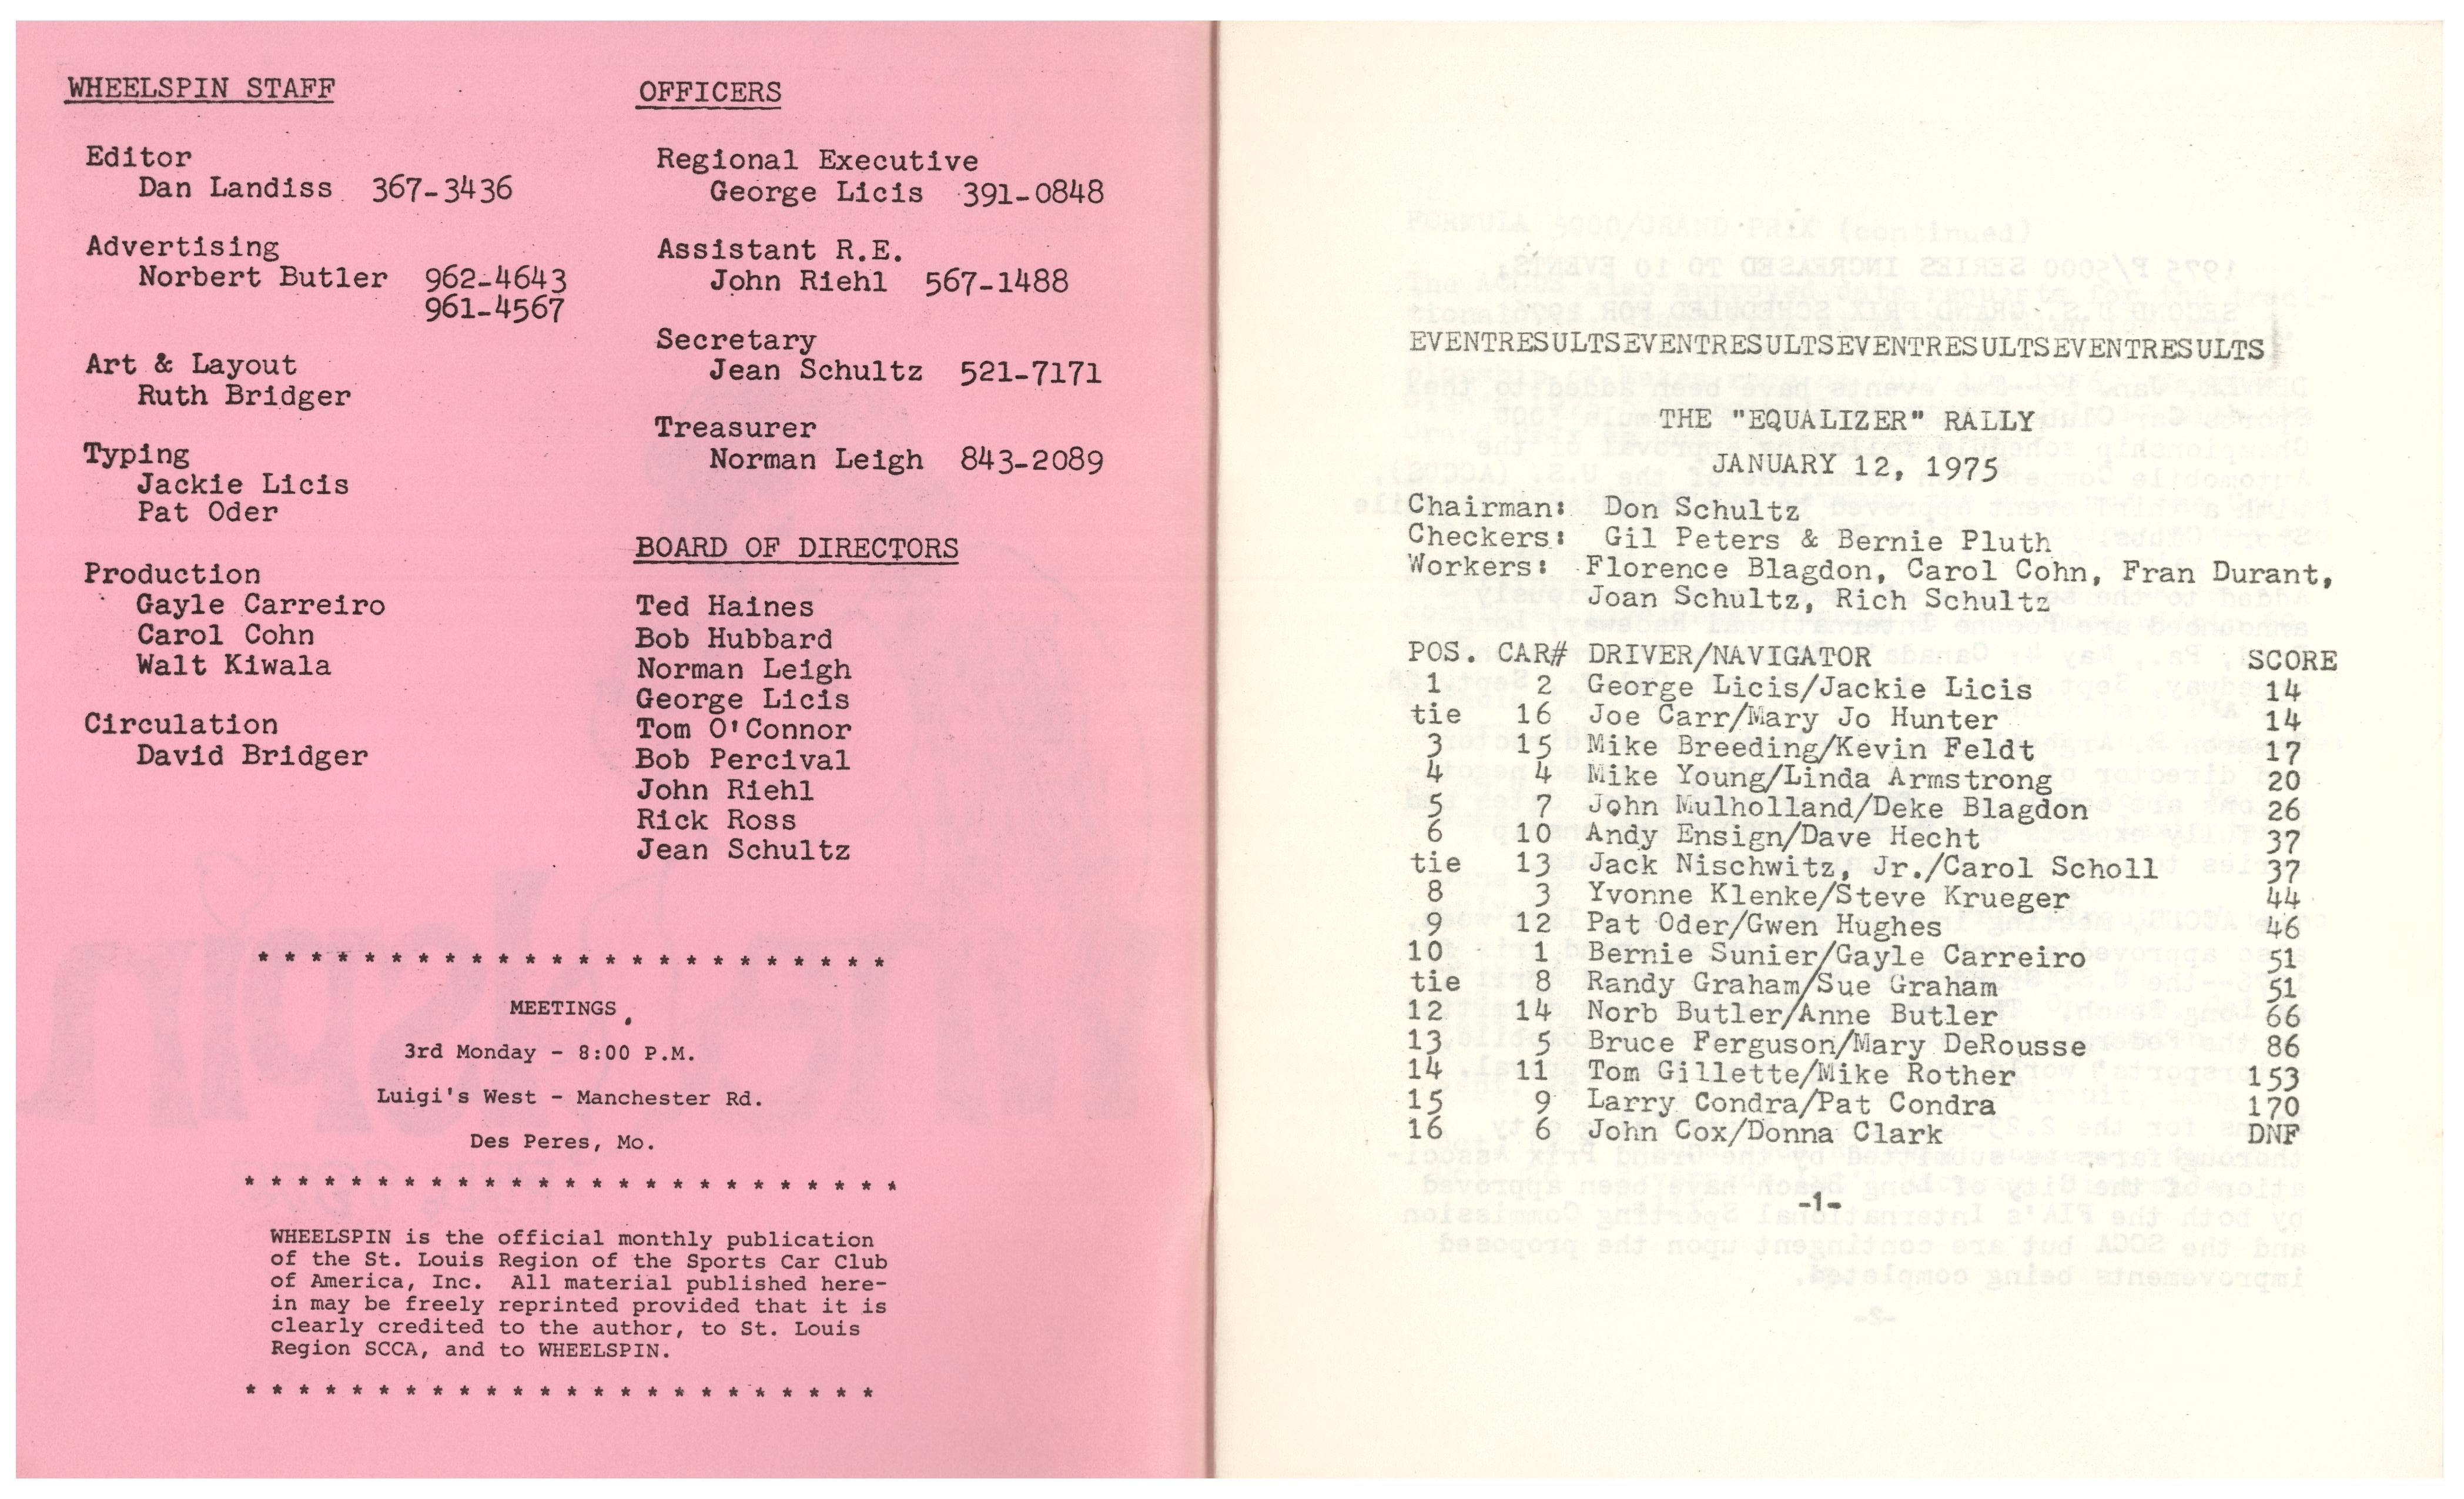 WHEELSPIN STAFF
Editor
Dan Landiss 367-3436
Advertising
Norbert Butler 962-4643
961-4567
Art & Layout
Ruth Bridger
Typing
Jackie Licis
Pat Oder
Production
Gayle Carreiro
Carol Cohn
Walt Kiwala
Circulation
David Bridger
OFFICERS
Regional Executive
George Licis 391-0848
Assistant R.E.
John Riehl 567-1488
Secretary
Jean Schultz 521-7171
Treasurer
Norman Leigh 843-2089
BOARD OF DIRECTORS
Ted Haines
Bob Hubbard
Norman Leigh
George Licis
Tom O'Connor
Bob Percival
John Riehl
Rick Ross
Jean Schultz
* * * * * * * * * * * * * * * * * * * * * * * *
MEETINGS
3rd Monday - 8:00 P.M.
Luigi's West - Manchester Rd.
Des Peres, Mo.
* * * * * * * * * * * * * * * * * * * * * * * * *
WHEELSPIN is the official monthly publication
of the St. Louis Region of the Sports Car Club
of America, Inc. All material published here-
in may be freely reprinted provided that it is
clearly credited to the author, to St. Louis
Region SCCA, and to WHEELSPIN.
* * * * * * * * * * * * * * * * * * * * * * * *
EVENTRESULTSEVENTRESULTSEVENTRESULTSEVENTRESULTS
THE "EQUALIZER" RALLY
JANUARY 12, 1975
Chairman: Don Schultz
Checkers: Gil Peters & Bernie Pluth
Workers: Florence Blagdon, Carol Cohn, Fran Durant,
Joan Schultz, Rich Schultz
POS. CAR# DRIVER/NAVIGATOR SCORE
1 2 George Licis/Jackie Licis 14
tie 16 Joe Carr/Mary Jo Hunter 14
3 15 Mike Breeding/Kevin Feldt 17
4 4 Mike Young/Linda Armstrong 20
5 7 John Mulholland/Deke Blagdon 26
6 10 Andy Ensign/Dave Hecht 37
tie 13 Jack Nischwitz, Jr./Carol Scholl 37
8 3 Yvonne Klenke/Steve Krueger 44
9 12 Pat Oder/Gwen Hughes 46
10 1 Bernie Sunier/Gayle Carreiro 51
tie 8 Randy Graham/Sue Graham 51
12 14 Norb Butler/Anne Butler 66
13 5 Bruce Ferguson/Mary DeRousse 86
14 11 Tom Gillette/Mike Rother 153
15 9 Larry Condra/Pat Condra 170
16 6 John Cox/Donna Clark DNF
-1-